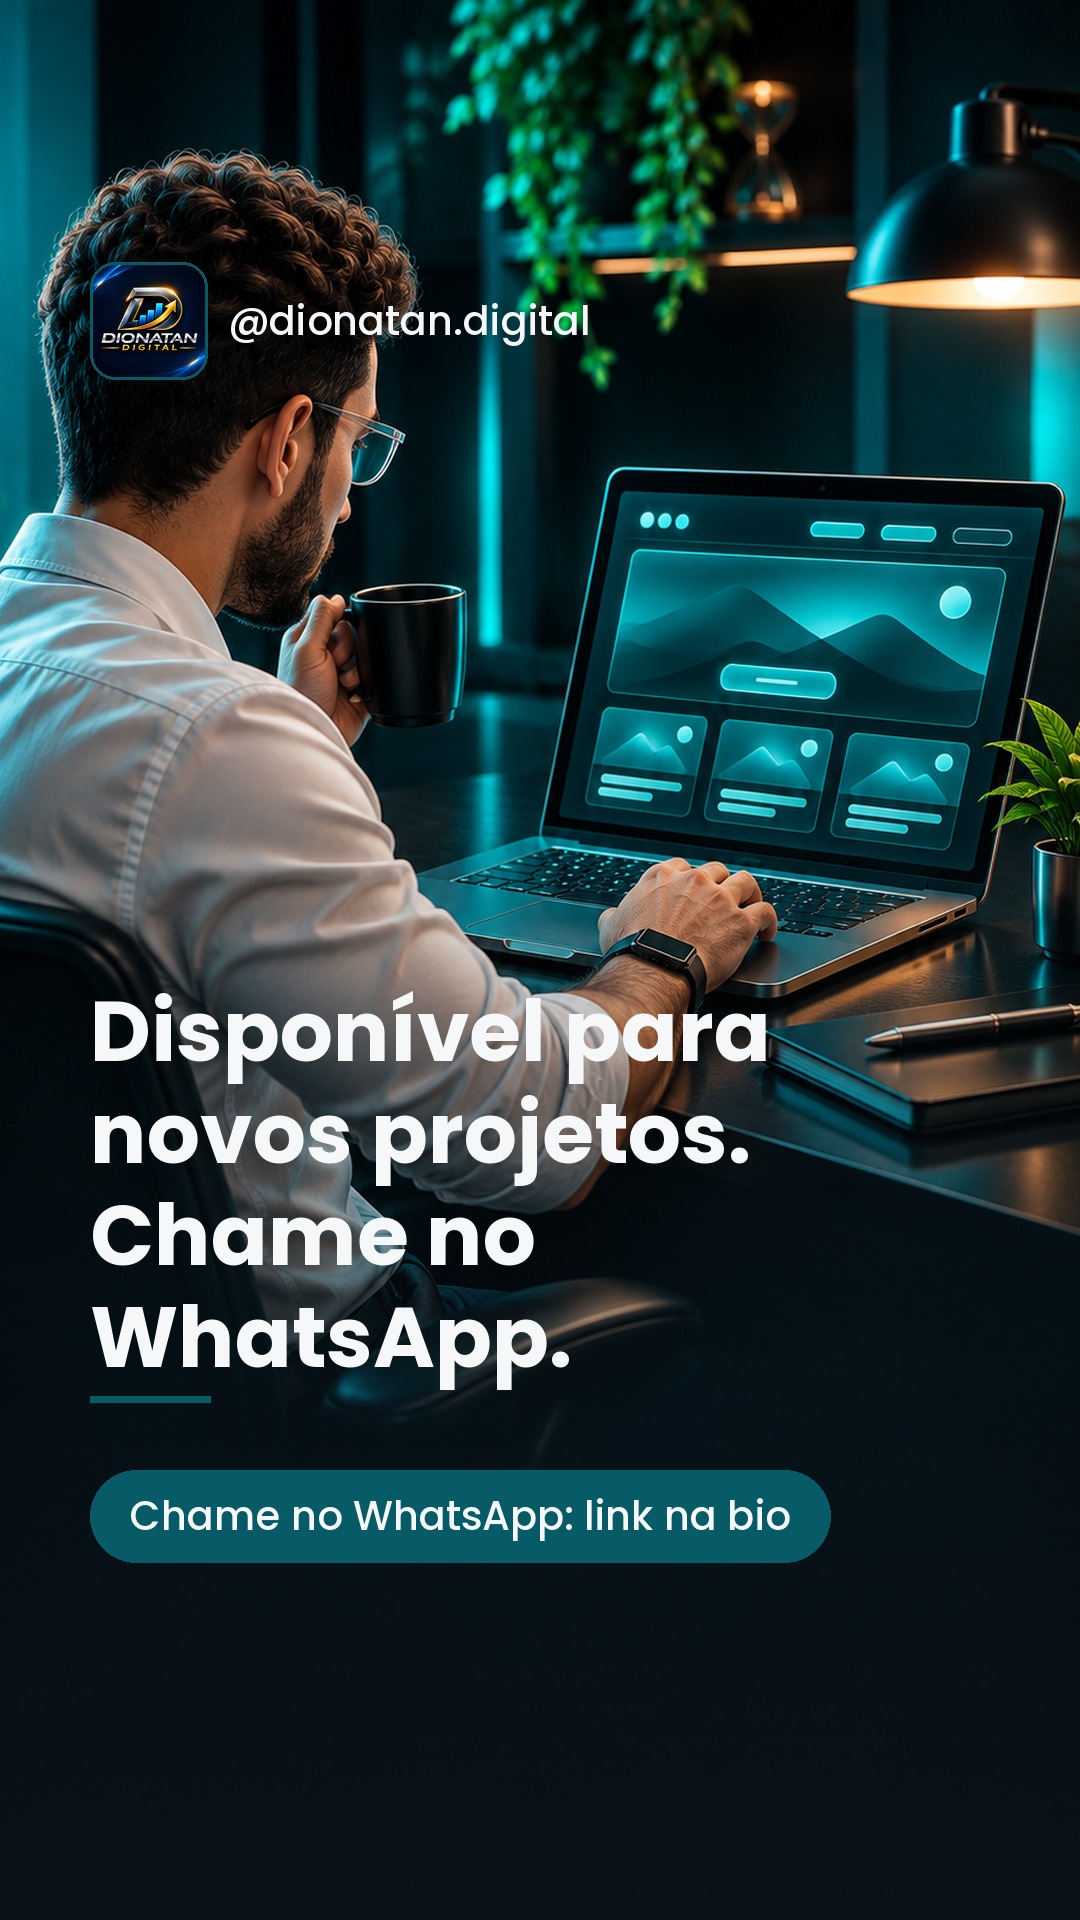 DIONATAN
DIGITAL
@dionatan.digital
Disponível para
novos projetos.
Chame no
WhatsApp.
Chame no WhatsApp: link na bio